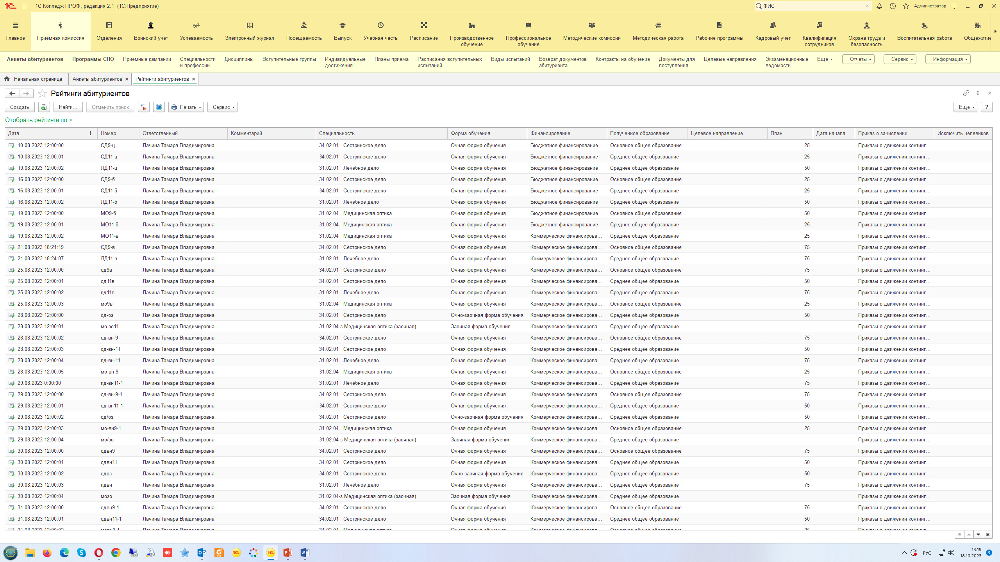 1С Колледж ПРОФ, редакция 2.1 (1С:Предприятие)
ФИС
Администратор
Главное
Приёмная комиссия
Отделения
Воинский учет
5/4
Успеваемость
Электронный журнал
Посещаемость
Выпуск
Учебная часть
Расписание
Производственное обучение
Профессиональное обучение
Методические комиссии
Методическая работа
Рабочие программы
Кадровый учет
Квалификация сотрудников
Охрана труда и безопасность
Воспитательная работа
Общежитие
Анкеты абитуриентов
Программы СПО
Приемные кампании
Специальности и профессии
Дисциплины
Вступительные группы
Индивидуальные достижения
Планы приема
Расписания вступительных испытаний
Виды испытаний
Возврат документов абитуриента
Контракты на обучение
Документы для поступления
Целевые направления
Экзаменационные ведомости
Еще
Отчеты
Сервис
Информация
Начальная страница
Анкеты абитуриентов
Рейтинги абитуриентов
Рейтинги абитуриентов
Создать
Найти...
Отменить поиск
Дт Кт
Печать
Сервис
Еще
?
Отобрать рейтинги по >
Дата Номер Ответственный Комментарий Специальность Форма обучения Финансирование Полученное образование Целевое направление План Дата начала Приказ о зачислении Исключить целевиков
10.08.2023 12:00:00 СД9-ц Лачина Тамара Владимировна 34.02.01 Сестринское дело Очная форма обучения Бюджетное финансирование Основное общее образование 25 Приказы о движении континг...
10.08.2023 12:00:01 СД11-ц Лачина Тамара Владимировна 34.02.01 Сестринское дело Очная форма обучения Бюджетное финансирование Среднее общее образование 25 Приказы о движении континг...
10.08.2023 12:00:02 ЛД11-ц Лачина Тамара Владимировна 31.02.01 Лечебное дело Очная форма обучения Бюджетное финансирование Среднее общее образование 50 Приказы о движении континг...
16.08.2023 12:00:00 СД9-б Лачина Тамара Владимировна 34.02.01 Сестринское дело Очная форма обучения Бюджетное финансирование Основное общее образование 25 Приказы о движении континг...
16.08.2023 12:00:01 СД11-б Лачина Тамара Владимировна 34.02.01 Сестринское дело Очная форма обучения Бюджетное финансирование Среднее общее образование 25 Приказы о движении континг...
16.08.2023 12:00:02 ЛД11-б Лачина Тамара Владимировна 31.02.01 Лечебное дело Очная форма обучения Бюджетное финансирование Среднее общее образование 50 Приказы о движении континг...
19.08.2023 12:00:00 МО9-б Лачина Тамара Владимировна 31.02.04 Медицинская оптика Очная форма обучения Бюджетное финансирование Основное общее образование 50 Приказы о движении континг...
19.08.2023 12:00:01 МО11-б Лачина Тамара Владимировна 31.02.04 Медицинская оптика Очная форма обучения Бюджетное финансирование Среднее общее образование 25 Приказы о движении континг...
19.08.2023 12:00:02 МО11-в Лачина Тамара Владимировна 31.02.04 Медицинская оптика Очная форма обучения Коммерческое финансирова... Среднее общее образование 25 Приказы о движении континг...
21.08.2023 18:21:19 СД9-в Лачина Тамара Владимировна 34.02.01 Сестринское дело Очная форма обучения Коммерческое финансирова... Основное общее образование 75 Приказы о движении континг...
21.08.2023 18:24:07 ЛД11-в Лачина Тамара Владимировна 31.02.01 Лечебное дело Очная форма обучения Коммерческое финансирова... Среднее общее образование 75 Приказы о движении континг...
25.08.2023 12:00:00 сд9в Лачина Тамара Владимировна 34.02.01 Сестринское дело Очная форма обучения Коммерческое финансирова... Основное общее образование 75 Приказы о движении континг...
25.08.2023 12:00:01 сд11в Лачина Тамара Владимировна 34.02.01 Сестринское дело Очная форма обучения Коммерческое финансирова... Среднее общее образование 50 Приказы о движении континг...
25.08.2023 12:00:02 лд11в Лачина Тамара Владимировна 31.02.01 Лечебное дело Очная форма обучения Коммерческое финансирова... Среднее общее образование 75 Приказы о движении континг...
25.08.2023 12:00:03 мо9в Лачина Тамара Владимировна 31.02.04 Медицинская оптика Очная форма обучения Коммерческое финансирова... Основное общее образование 25 Приказы о движении континг...
28.08.2023 12:00:00 сд-оз Лачина Тамара Владимировна 34.02.01 Сестринское дело Очно-заочная форма обучения Коммерческое финансирова... Среднее общее образование 50 Приказы о движении континг...
28.08.2023 12:00:01 мо-зо11 Лачина Тамара Владимировна 31.02.04-з Медицинская оптика (заочная) Заочная форма обучения Коммерческое финансирова... Среднее общее образование Приказы о движении континг...
28.08.2023 12:00:02 сд-вн-9 Лачина Тамара Владимировна 34.02.01 Сестринское дело Очная форма обучения Коммерческое финансирова... Основное общее образование 75 Приказы о движении континг...
28.08.2023 12:00:03 сд-вн-11 Лачина Тамара Владимировна 34.02.01 Сестринское дело Очная форма обучения Коммерческое финансирова... Среднее общее образование 50 Приказы о движении континг...
28.08.2023 12:00:04 лд-вн-11 Лачина Тамара Владимировна 31.02.01 Лечебное дело Очная форма обучения Коммерческое финансирова... Среднее общее образование 75 Приказы о движении континг...
28.08.2023 12:00:05 мо-вн-9 Лачина Тамара Владимировна 31.02.04 Медицинская оптика Очная форма обучения Коммерческое финансирова... Основное общее образование 25 Приказы о движении континг...
29.08.2023 0:00:00 лд-вн11-1 Лачина Тамара Владимировна 31.02.01 Лечебное дело Очная форма обучения Коммерческое финансирова... Среднее общее образование 75 Приказы о движении континг...
29.08.2023 12:00:00 сд-вн-9-1 Лачина Тамара Владимировна 34.02.01 Сестринское дело Очная форма обучения Коммерческое финансирова... Основное общее образование 75 Приказы о движении континг...
29.08.2023 12:00:01 сд-вн11-1 Лачина Тамара Владимировна 34.02.01 Сестринское дело Очная форма обучения Коммерческое финансирова... Среднее общее образование 50 Приказы о движении континг...
29.08.2023 12:00:02 сд/оз Лачина Тамара Владимировна 34.02.01 Сестринское дело Очно-заочная форма обучения Коммерческое финансирова... Среднее общее образование 50 Приказы о движении континг...
29.08.2023 12:00:03 мо-вн9-1 Лачина Тамара Владимировна 31.02.04 Медицинская оптика Очная форма обучения Коммерческое финансирова... Основное общее образование 25 Приказы о движении континг...
29.08.2023 12:00:04 мо/зо Лачина Тамара Владимировна 31.02.04-з Медицинская оптика (заочная) Заочная форма обучения Коммерческое финансирова... Среднее общее образование Приказы о движении континг...
30.08.2023 12:00:00 сдвн9 Лачина Тамара Владимировна 34.02.01 Сестринское дело Очная форма обучения Коммерческое финансирова... Основное общее образование 75 Приказы о движении континг...
30.08.2023 12:00:01 сдвн11 Лачина Тамара Владимировна 34.02.01 Сестринское дело Очная форма обучения Коммерческое финансирова... Среднее общее образование 50 Приказы о движении континг...
30.08.2023 12:00:02 сдоз Лачина Тамара Владимировна 34.02.01 Сестринское дело Очно-заочная форма обучения Коммерческое финансирова... Среднее общее образование 50 Приказы о движении континг...
30.08.2023 12:00:03 лдвн Лачина Тамара Владимировна 31.02.01 Лечебное дело Очная форма обучения Коммерческое финансирова... Среднее общее образование 75 Приказы о движении континг...
30.08.2023 12:00:04 мозо Лачина Тамара Владимировна 31.02.04-з Медицинская оптика (заочная) Заочная форма обучения Коммерческое финансирова... Среднее общее образование Приказы о движении континг...
31.08.2023 12:00:00 сдвн9-1 Лачина Тамара Владимировна 34.02.01 Сестринское дело Очная форма обучения Коммерческое финансирова... Основное общее образование 75 Приказы о движении континг...
31.08.2023 12:00:01 сдвн11-1 Лачина Тамара Владимировна 34.02.01 Сестринское дело Очная форма обучения Коммерческое финансирова... Среднее общее образование 50 Приказы о движении континг...
РУС
13:19
18.10.2023
3